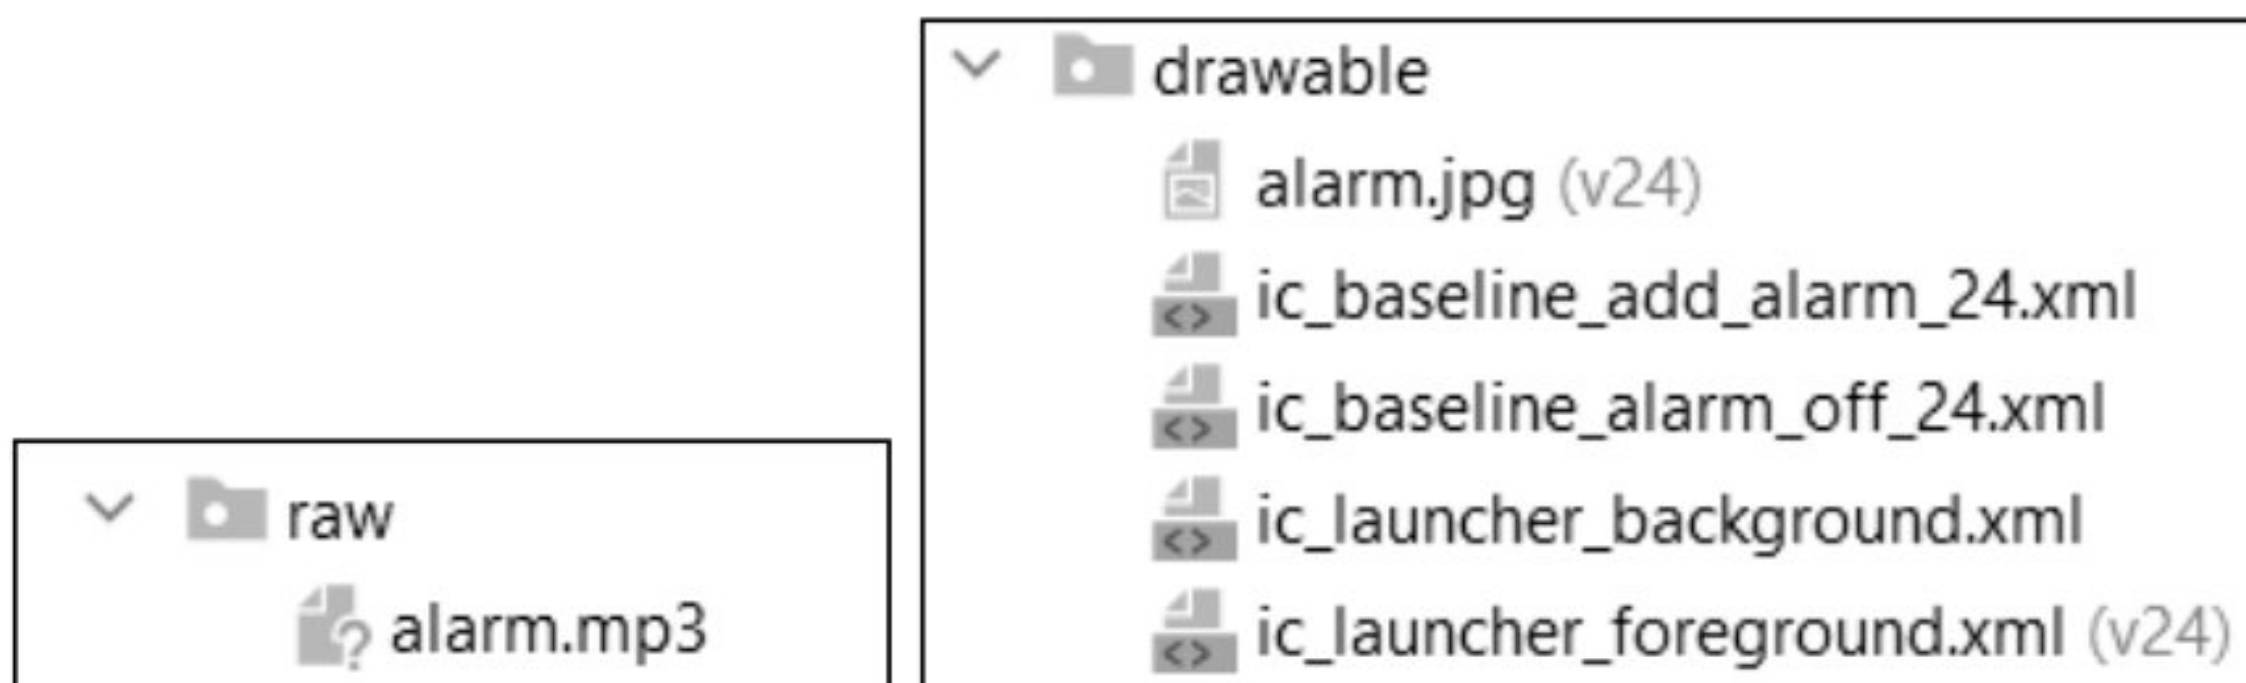 raw
alarm.mp3
drawable
alarm.jpg (v24)
ic_baseline_add_alarm_24.xml
ic_baseline_alarm_off_24.xml
ic_launcher_background.xml
ic_launcher_foreground.xml (v24)